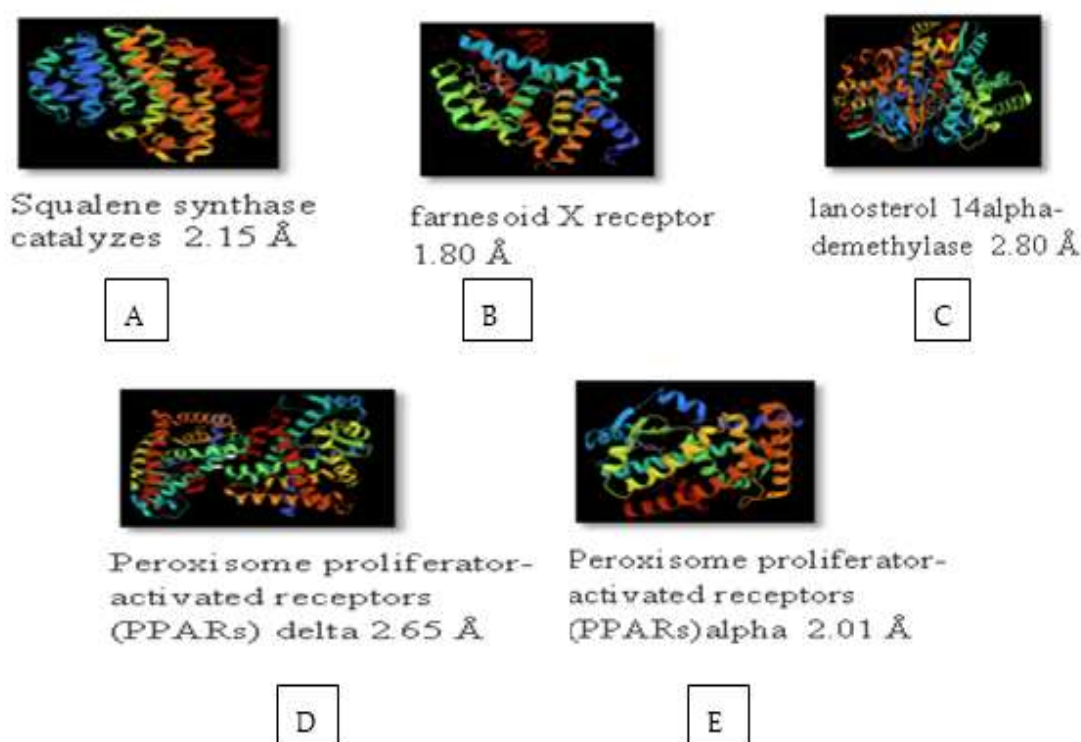 Squalene synthase
catalyzes 2.15 Å
A
farnesoid X receptor
1.80 Å
B
lanosterol 14alpha-
demethylase 2.80 Å
C
Peroxisome proliferator-
activated receptors
(PPARs) delta 2.65 Å
D
Peroxisome proliferator-
activated receptors
(PPARs)alpha 2.01 Å
E